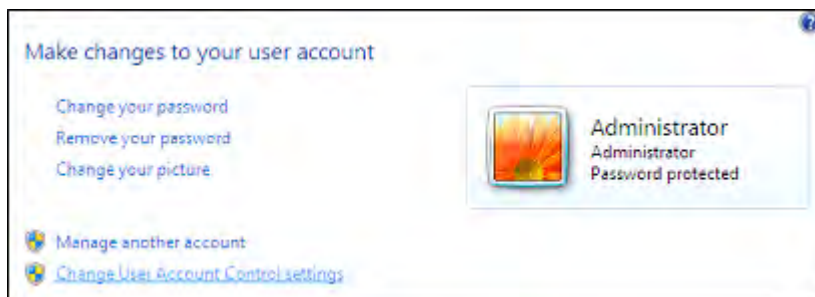 Make changes to your user account
Change your password
Remove your password
Change your picture
Administrator
Administrator
Password protected
Manage another account
Change User Account Control settings